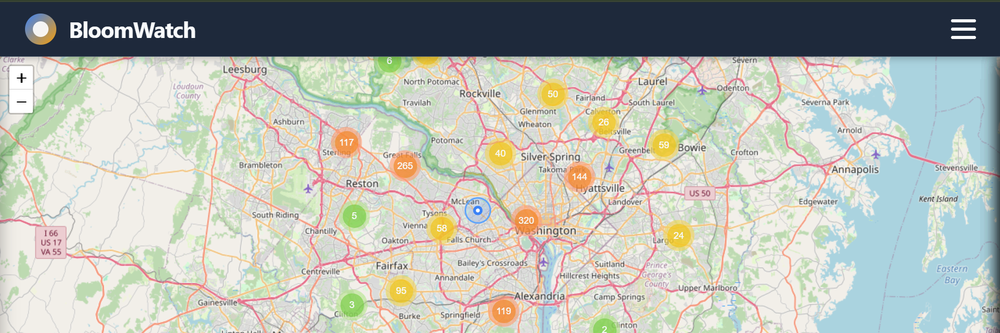 BloomWatch
+
−
Leesburg
Loudoun
County
6
North Potomac
Rockville
Travilah
50
Fairland
Laurel
South Laurel
Odenton
Severn
Severna Park
Glenmont
Calverton
Wheaton
26
Beltsville
Ashburn
Arnold
117
Sterling
Potomac
Great Falls
265
40
Silver Spring
59
Greenbelt
Bowie
Crofton
Brambleton
Takoma Park
144
Hyattsville
Annapolis
Stevensville
Reston
McLean
Landover
US 50
Edgewater
Kent Island
South Riding
5
Tysons
Chantilly
Vienna
58
320
Washington
I 66
US 17
VA 55
Oakton
Falls Church
Largo
24
Fairfax
Bailey's Crossroads
Suitland
Prince
George's
County
Eastern
Bay
Centreville
Annandale
Hillcrest Heights
Upper Marlboro
95
Gainesville
Alexandria
Camp Springs
3
Clifton
Burke
Springfield
119
Clinton
2